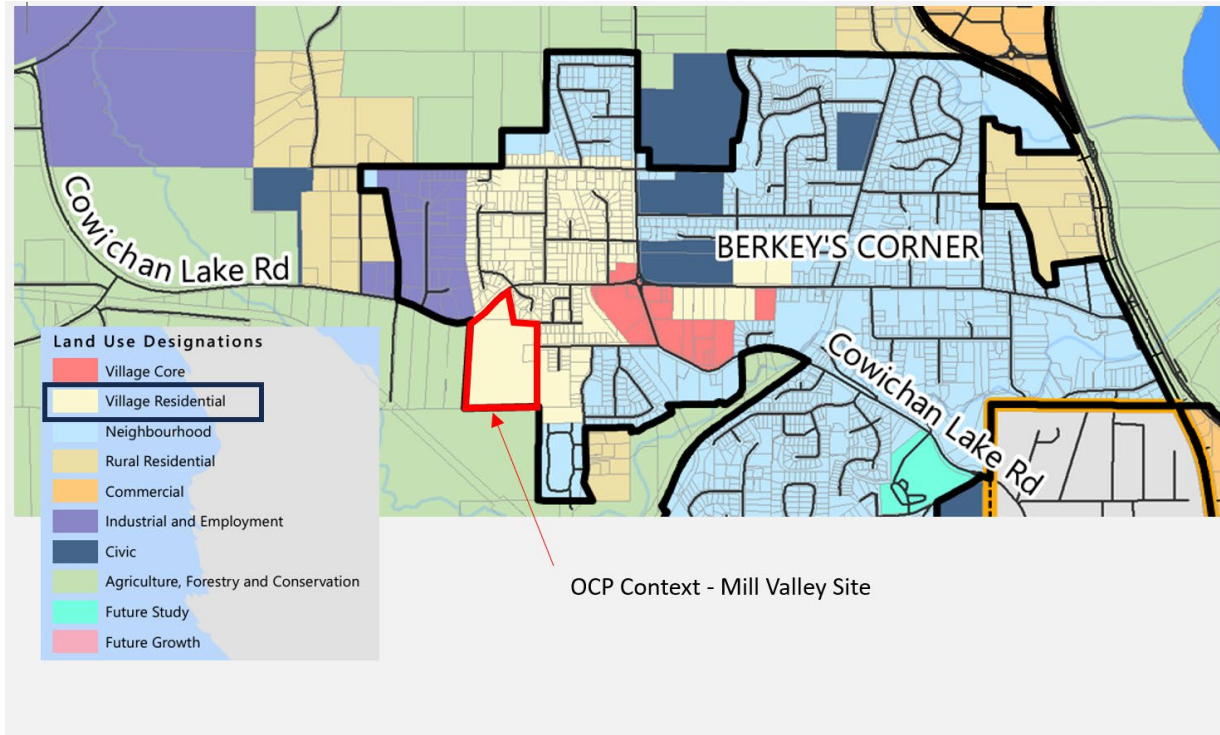 Cowichan Lake Rd
BERKEY'S CORNER
Cowichan Lake Rd
Land Use Designations
Village Core
Village Residential
Neighbourhood
Rural Residential
Commercial
Industrial and Employment
Civic
Agriculture, Forestry and Conservation
Future Study
Future Growth
OCP Context - Mill Valley Site